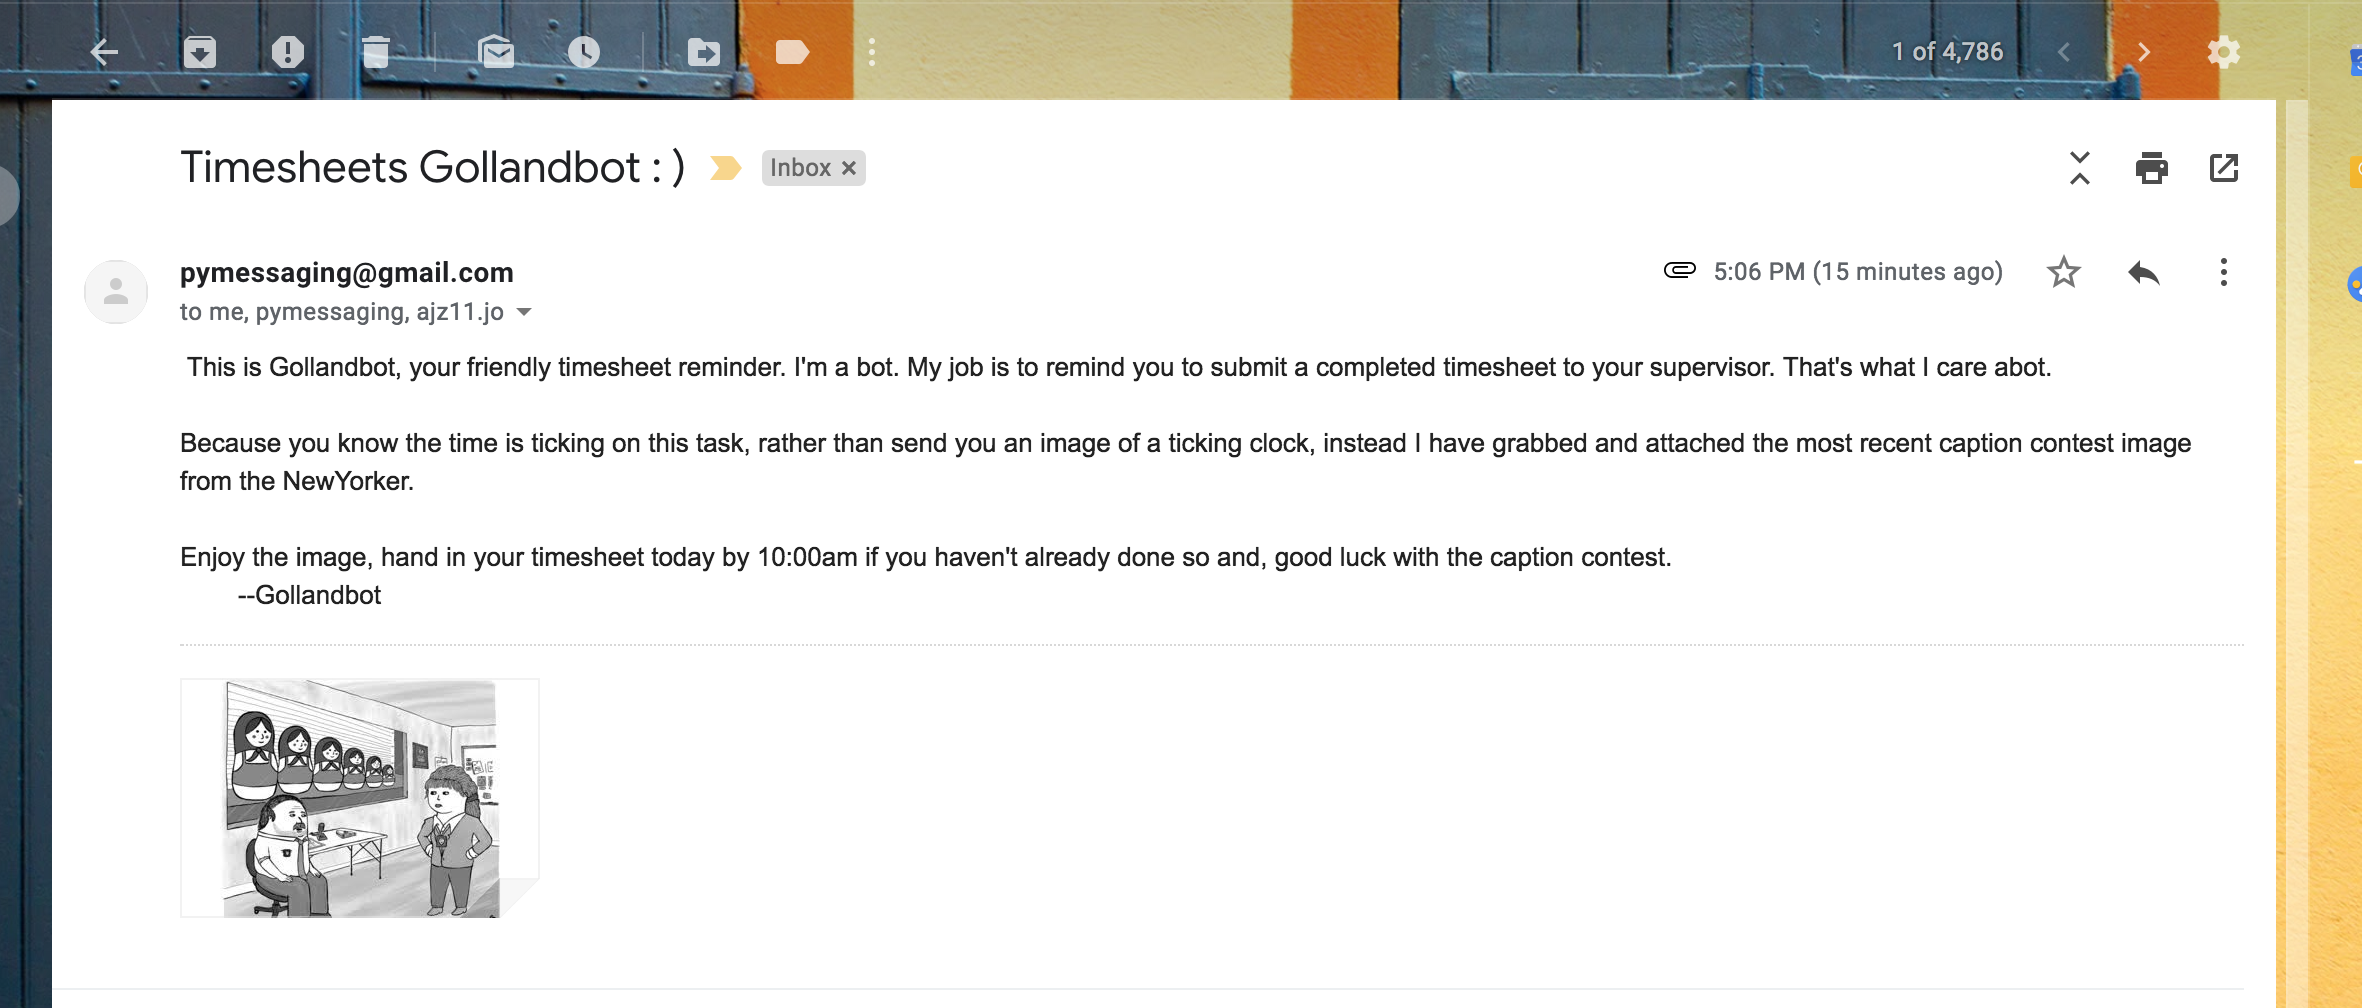 1 of 4,786
Timesheets Gollandbot : )
Inbox ×
pymessaging@gmail.com
5:06 PM (15 minutes ago)
to me, pymessaging, ajz11.jo
This is Gollandbot, your friendly timesheet reminder. I'm a bot. My job is to remind you to submit a completed timesheet to your supervisor. That's what I care abot.
Because you know the time is ticking on this task, rather than send you an image of a ticking clock, instead I have grabbed and attached the most recent caption contest image
from the NewYorker.
Enjoy the image, hand in your timesheet today by 10:00am if you haven't already done so and, good luck with the caption contest.
--Gollandbot